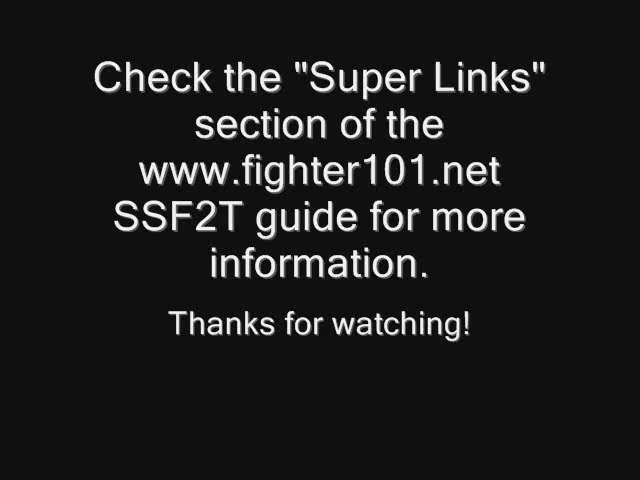 Check the "Super Links"
section of the
www.fighter101.net
SSF2T guide for more
information.
Thanks for watching!